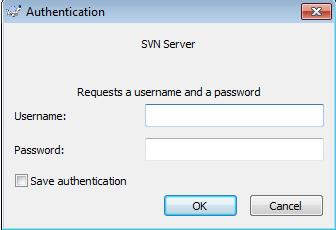 Authentication
SVN Server
Requests a username and a password
Username:
Password:
Save authentication
OK Cancel